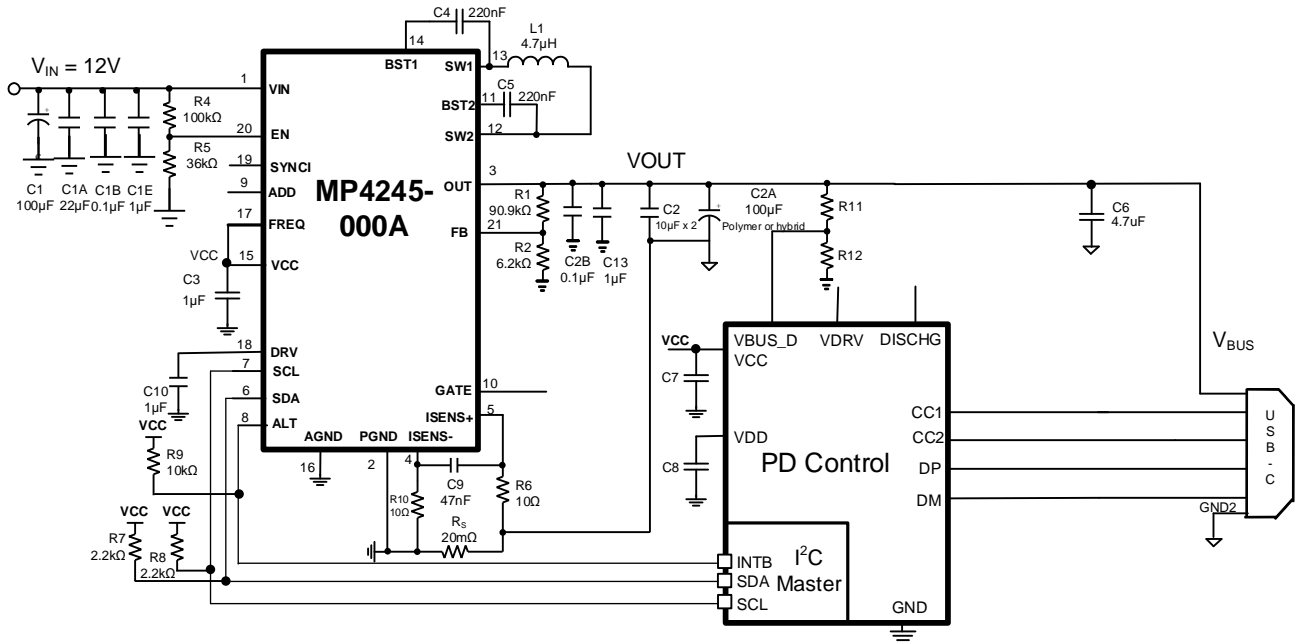 C4
220nF
14
BST1
L1
4.7µH
13
SW1
VIN = 12V
1
VIN
R4
100kΩ
C5
220nF
11
BST2
12
SW2
20
EN
R5
36kΩ
19
SYNCI
9
ADD
MP4245-
000A
VOUT
3
OUT
C1
100µF
C1A
22µF
C1B
0.1µF
C1E
1µF
17
FREQ
R1
90.9kΩ
21
FB
R2
6.2kΩ
C2B
0.1µF
C13
1µF
C2
10µF x 2
C2A
100µF
Polymer or hybrid
R11
R12
C6
4.7uF
VCC
15
VCC
C3
1µF
18
DRV
7
SCL
6
SDA
8
ALT
C10
1µF
VCC
R9
10kΩ
10
GATE
5
ISENS+
AGND
PGND
ISENS-
16
2
4
C9
47nF
R6
10Ω
R10
10Ω
RS
20mΩ
VCC
VCC
R7
2.2kΩ
R8
2.2kΩ
VBUS_D
VDRV
DISCHG
VCC
VCC
C7
VDD
C8
PD Control
CC1
CC2
DP
DM
VBUS
USB-C
GND2
INTB
SDA
SCL
I2C
Master
GND